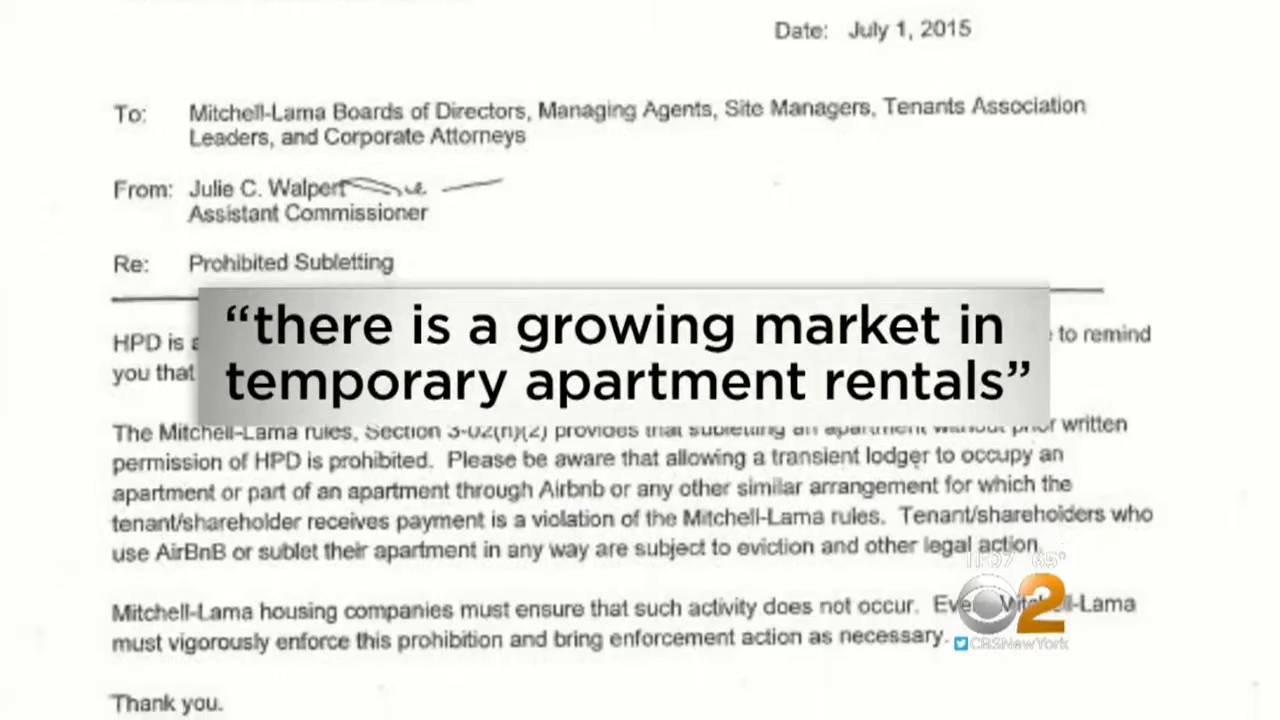 Date: July 1, 2015
To: Mitchell-Lama Boards of Directors, Managing Agents, Site Managers, Tenants Association
Leaders, and Corporate Attorneys
From: Julie C. Walpert
Assistant Commissioner
Re: Prohibited Subletting
“there is a growing market in
temporary apartment rentals”
HPD is to remind
you that
The Mitchell-Lama rules, Section 3-02(n)(2) provides that subletting an apartment without prior written
permission of HPD is prohibited. Please be aware that allowing a transient lodger to occupy an
apartment or part of an apartment through Airbnb or any other similar arrangement for which the
tenant/shareholder receives payment is a violation of the Mitchell-Lama rules. Tenant/shareholders who
use AirBnB or sublet their apartment in any way are subject to eviction and other legal action.
11:07 65°
Mitchell-Lama housing companies must ensure that such activity does not occur. Mitchell-Lama
2
must vigorously enforce this prohibition and bring enforcement action as necessary.
CBSNewYork
Thank you.